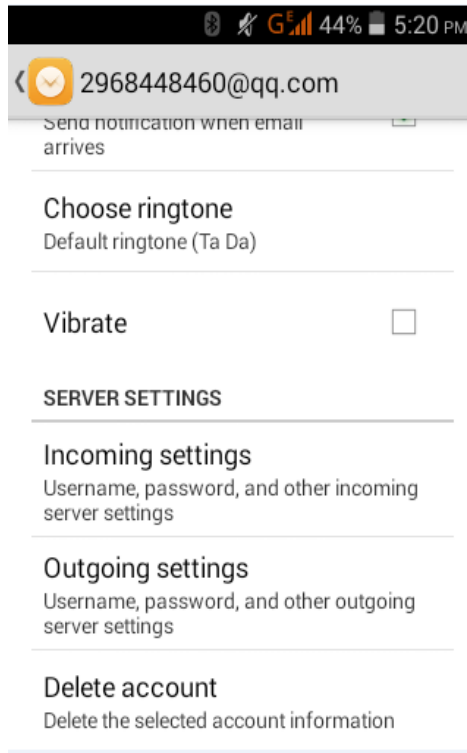 G E 44% 5:20 PM
2968448460@qq.com
Send notification when email
arrives
Choose ringtone
Default ringtone (Ta Da)
Vibrate
SERVER SETTINGS
Incoming settings
Username, password, and other incoming
server settings
Outgoing settings
Username, password, and other outgoing
server settings
Delete account
Delete the selected account information